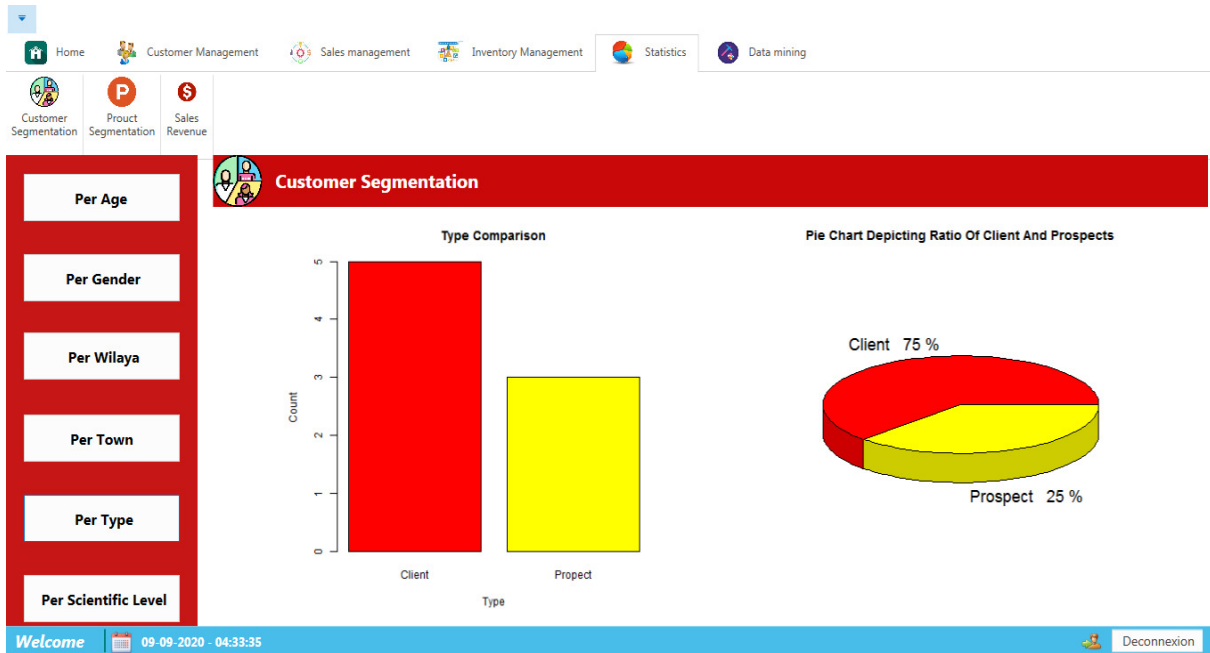 Home
Customer Management
Sales management
Inventory Management
Statistics
Data mining
Customer
Segmentation
P
Prouct
Segmentation
$
Sales
Revenue
Per Age
Per Gender
Per Wilaya
Per Town
Per Type
Per Scientific Level
Customer Segmentation
Type Comparison
5
4
3
2
1
0
Count
Client
Propect
Type
Pie Chart Depicting Ratio Of Client And Prospects
Client 75 %
Prospect 25 %
Welcome
09-09-2020 - 04:33:35
Deconnexion